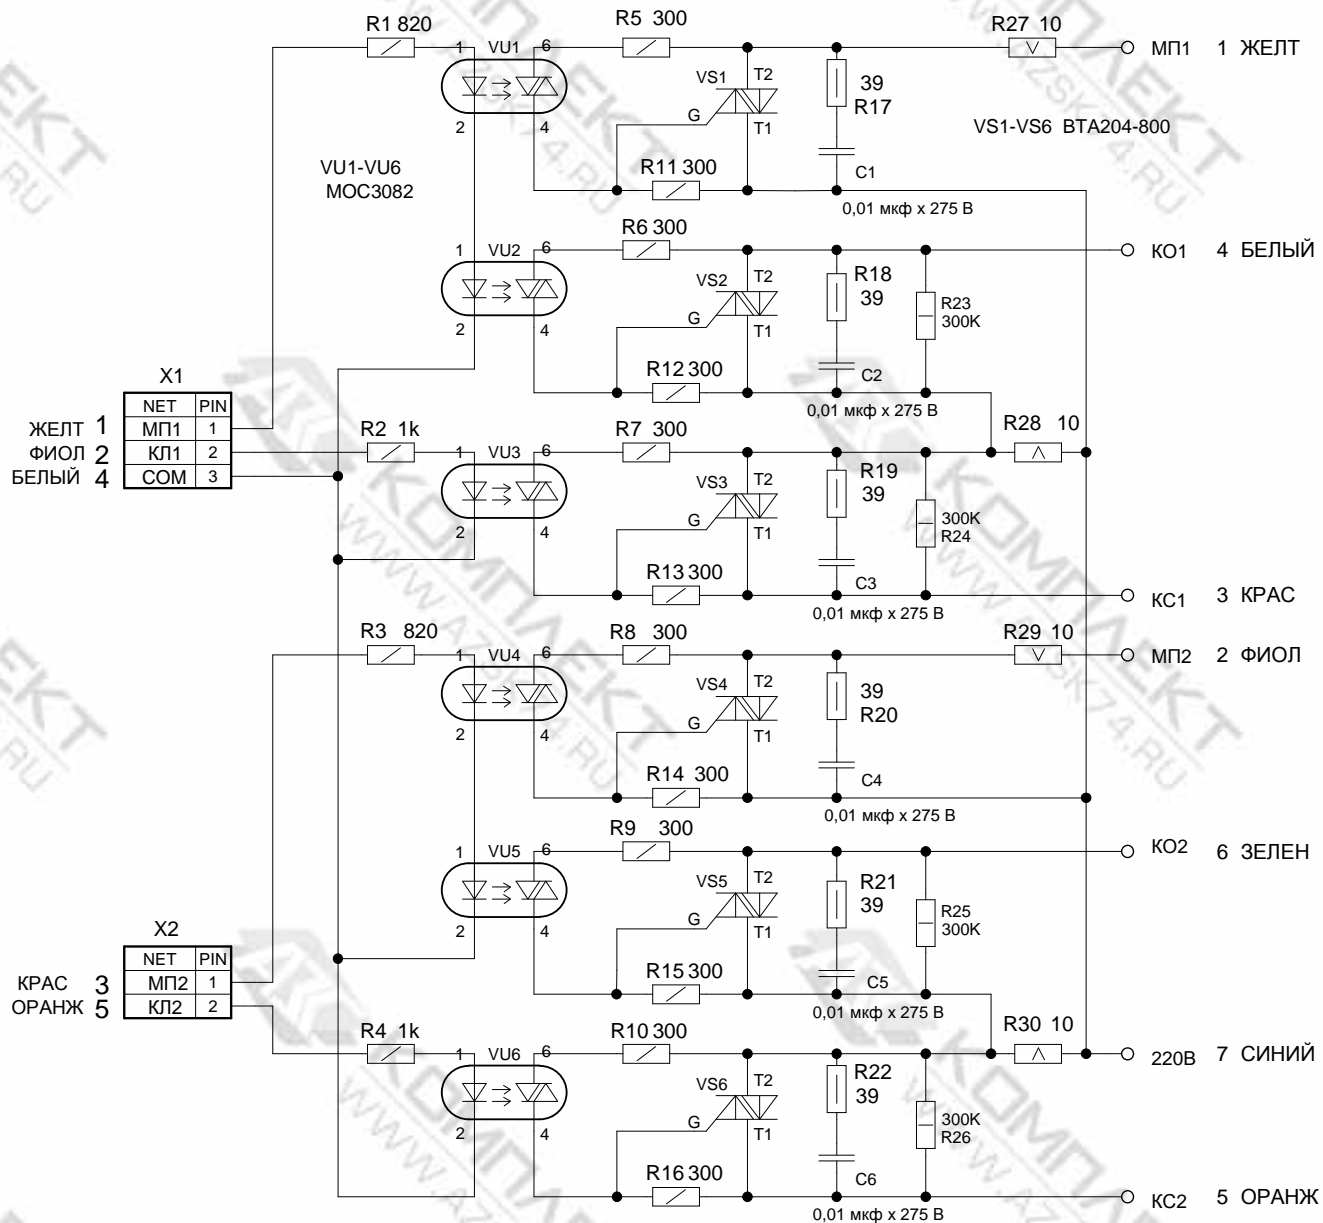 R1 820
1 VU1 6
2 4
R5 300
R27 10
МП1 1 ЖЕЛТ
VS1 T2
G T1
39
R17
VS1-VS6 BTA204-800
VU1-VU6
MOC3082
R11 300
C1
0,01 мкф x 275 В
R6 300
1 VU2 6
2 4
КО1 4 БЕЛЫЙ
VS2 T2
G T1
R18
39
R23
300K
R12 300
C2
0,01 мкф x 275 В
X1
NET PIN
ЖЕЛТ 1 МП1 1
ФИОЛ 2 КЛ1 2
БЕЛЫЙ 4 COM 3
R2 1k
1 VU3 6
2 4
R7 300
R28 10
VS3 T2
G T1
R19
39
300K
R24
R13 300
C3
0,01 мкф x 275 В
КС1 3 КРАС
R3 820
1 VU4 6
2 4
R8 300
R29 10
МП2 2 ФИОЛ
VS4 T2
G T1
39
R20
R14 300
C4
0,01 мкф x 275 В
R9 300
1 VU5 6
2 4
КО2 6 ЗЕЛЕН
VS5 T2
G T1
R21
39
R25
300K
R15 300
C5
0,01 мкф x 275 В
X2
NET PIN
КРАС 3 МП2 1
ОРАНЖ 5 КЛ2 2
R4 1k
1 VU6 6
2 4
R10 300
R30 10
220В 7 СИНИЙ
VS6 T2
G T1
R22
39
300K
R26
R16 300
C6
0,01 мкф x 275 В
КС2 5 ОРАНЖ
КОМПЛЕКТ
WWW.AZSK74.RU